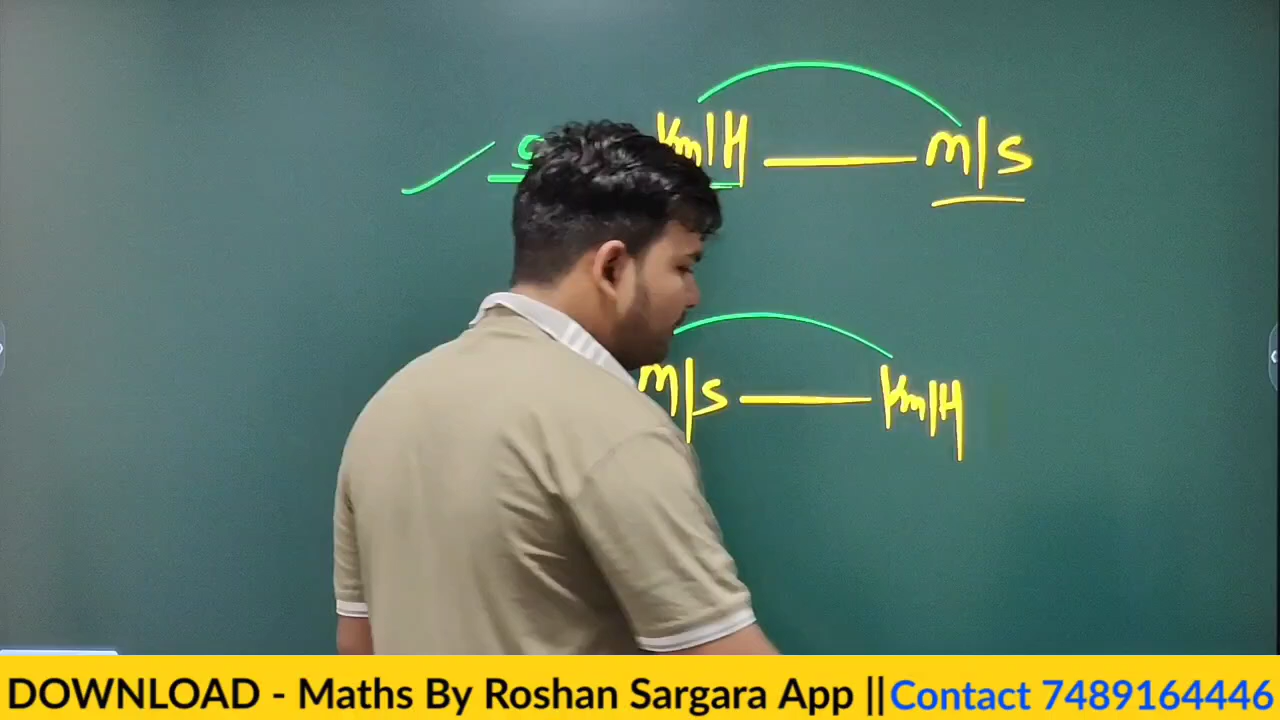 Km/H — m/s
m/s — Km/H
DOWNLOAD - Maths By Roshan Sargara App || Contact 7489164446